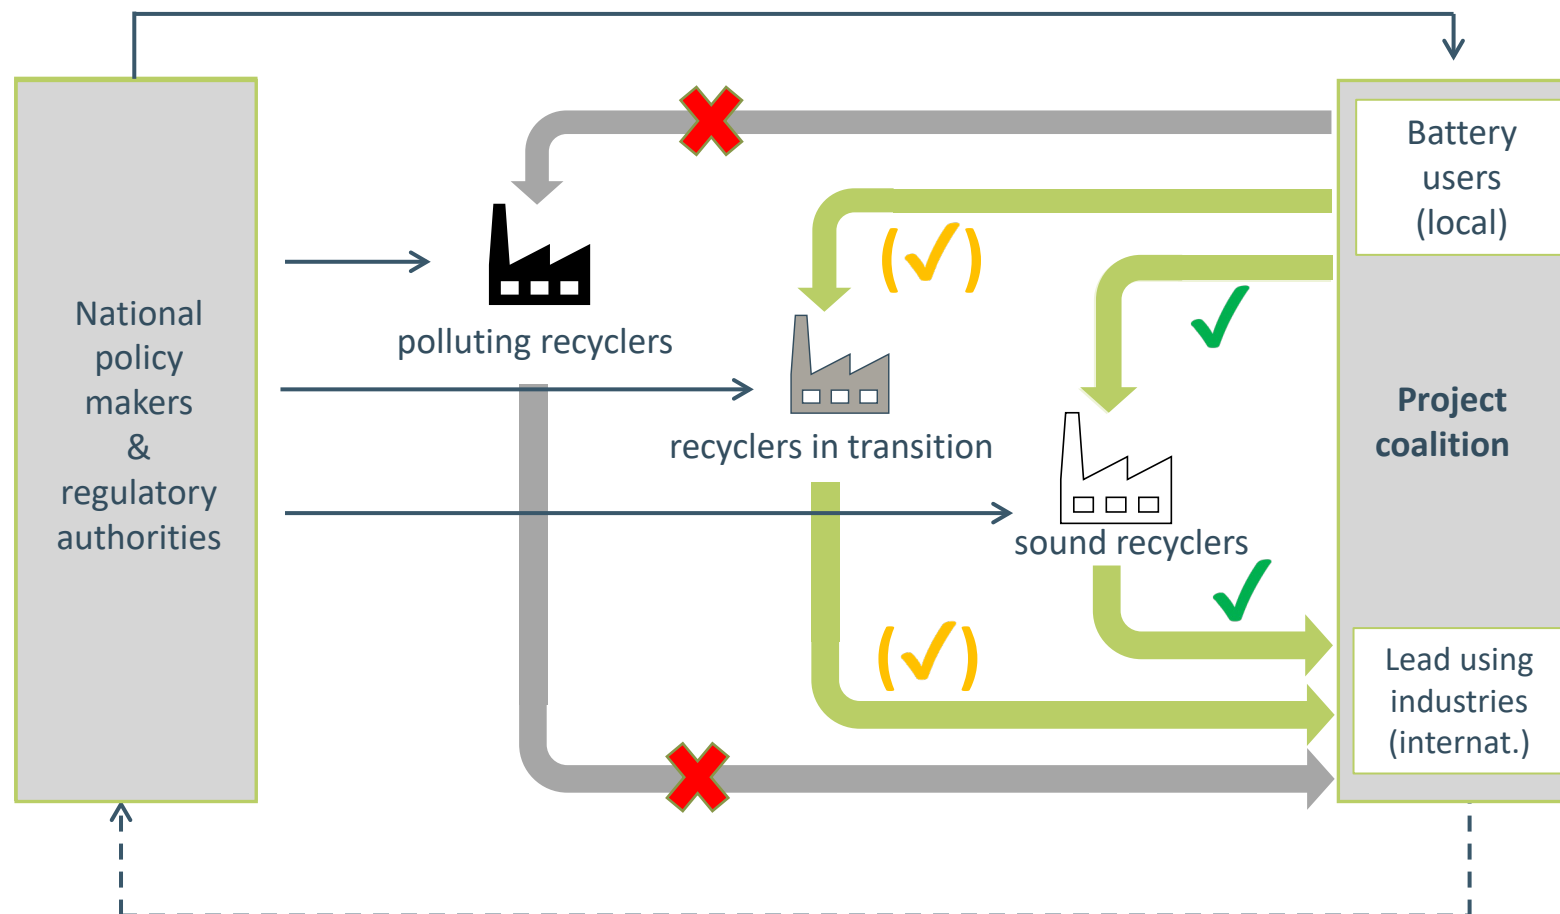 National
policy
makers
&
regulatory
authorities
polluting recyclers
recyclers in transition
sound recyclers
Battery
users
(local)
Project
coalition
Lead using
industries
(internat.)